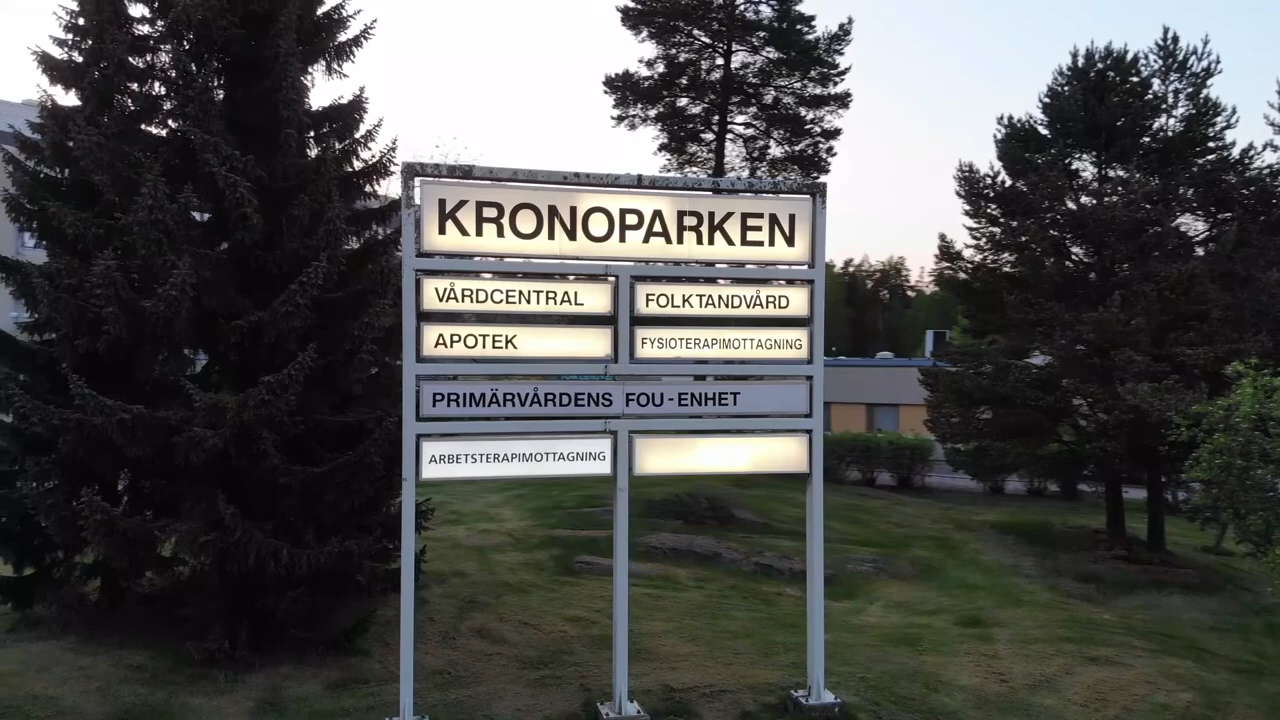 KRONOPARKEN
VÅRDCENTRAL
FOLKTANDVÅRD
APOTEK
FYSIOTERAPIMOTTAGNING
PRIMÄRVÅRDENS FOU-ENHET
ARBETSTERAPIMOTTAGNING